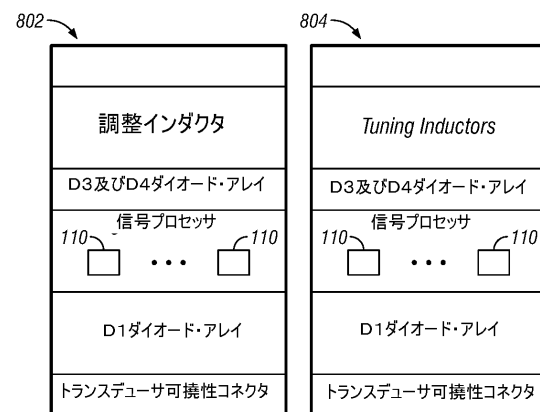 802
804
調整インダクタ
Tuning Inductors
D3及びD4ダイオード・アレイ
D3及びD4ダイオード・アレイ
信号プロセッサ
信号プロセッサ
110
110
110
110
• • •
• • •
D1ダイオード・アレイ
D1ダイオード・アレイ
トランスデューサ可撓性コネクタ
トランスデューサ可撓性コネクタ